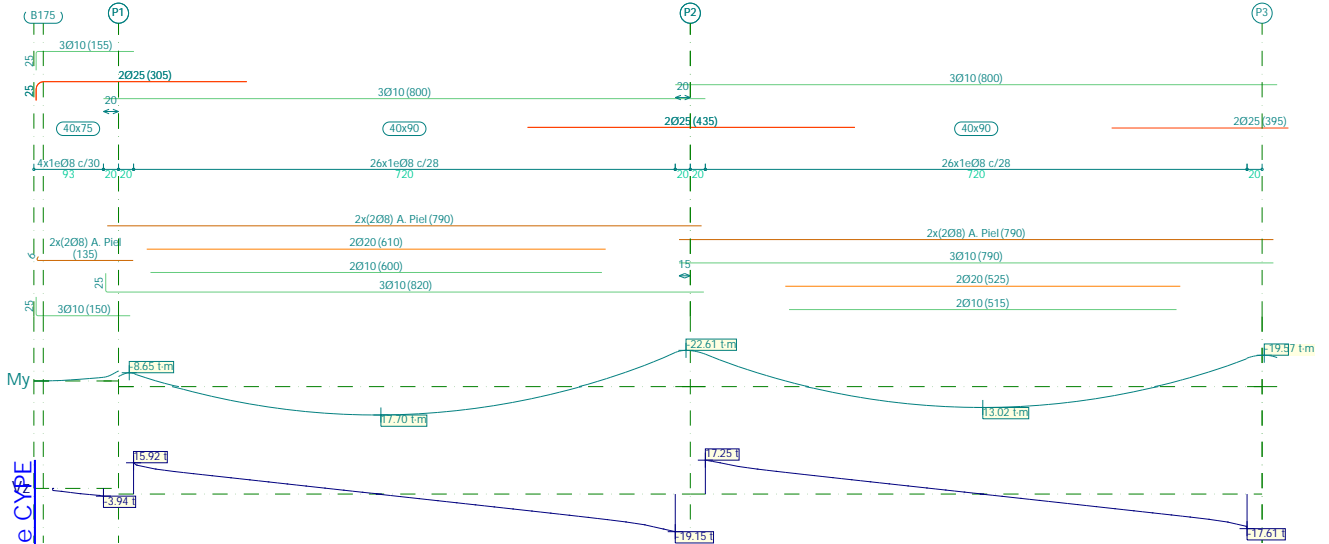 B175 P1 P2 P3
3Ø10 (155)
25
2Ø25 (305)
25
3Ø10 (800)
3Ø10 (800)
20
20
40x75 40x90 40x90
2Ø25 (435)
2Ø25 (395)
4x1eØ8 c/30 26x1eØ8 c/28 26x1eØ8 c/28
93 20 20 720 20 20 720 20
2x(2Ø8) A. Piel (790)
2x(2Ø8) A. Piel (790)
2x(2Ø8) A. Piel
(135)
6
2Ø20 (610)
3Ø10 (790)
2Ø10 (600)
15
25
3Ø10 (820)
2Ø20 (525)
25
3Ø10 (150)
2Ø10 (515)
-22.61 t·m
-19.57 t·m
-8.65 t·m
My
17.70 t·m
13.02 t·m
15.92 t
17.25 t
-3.94 t
-19.15 t
-17.61 t
e CYPE